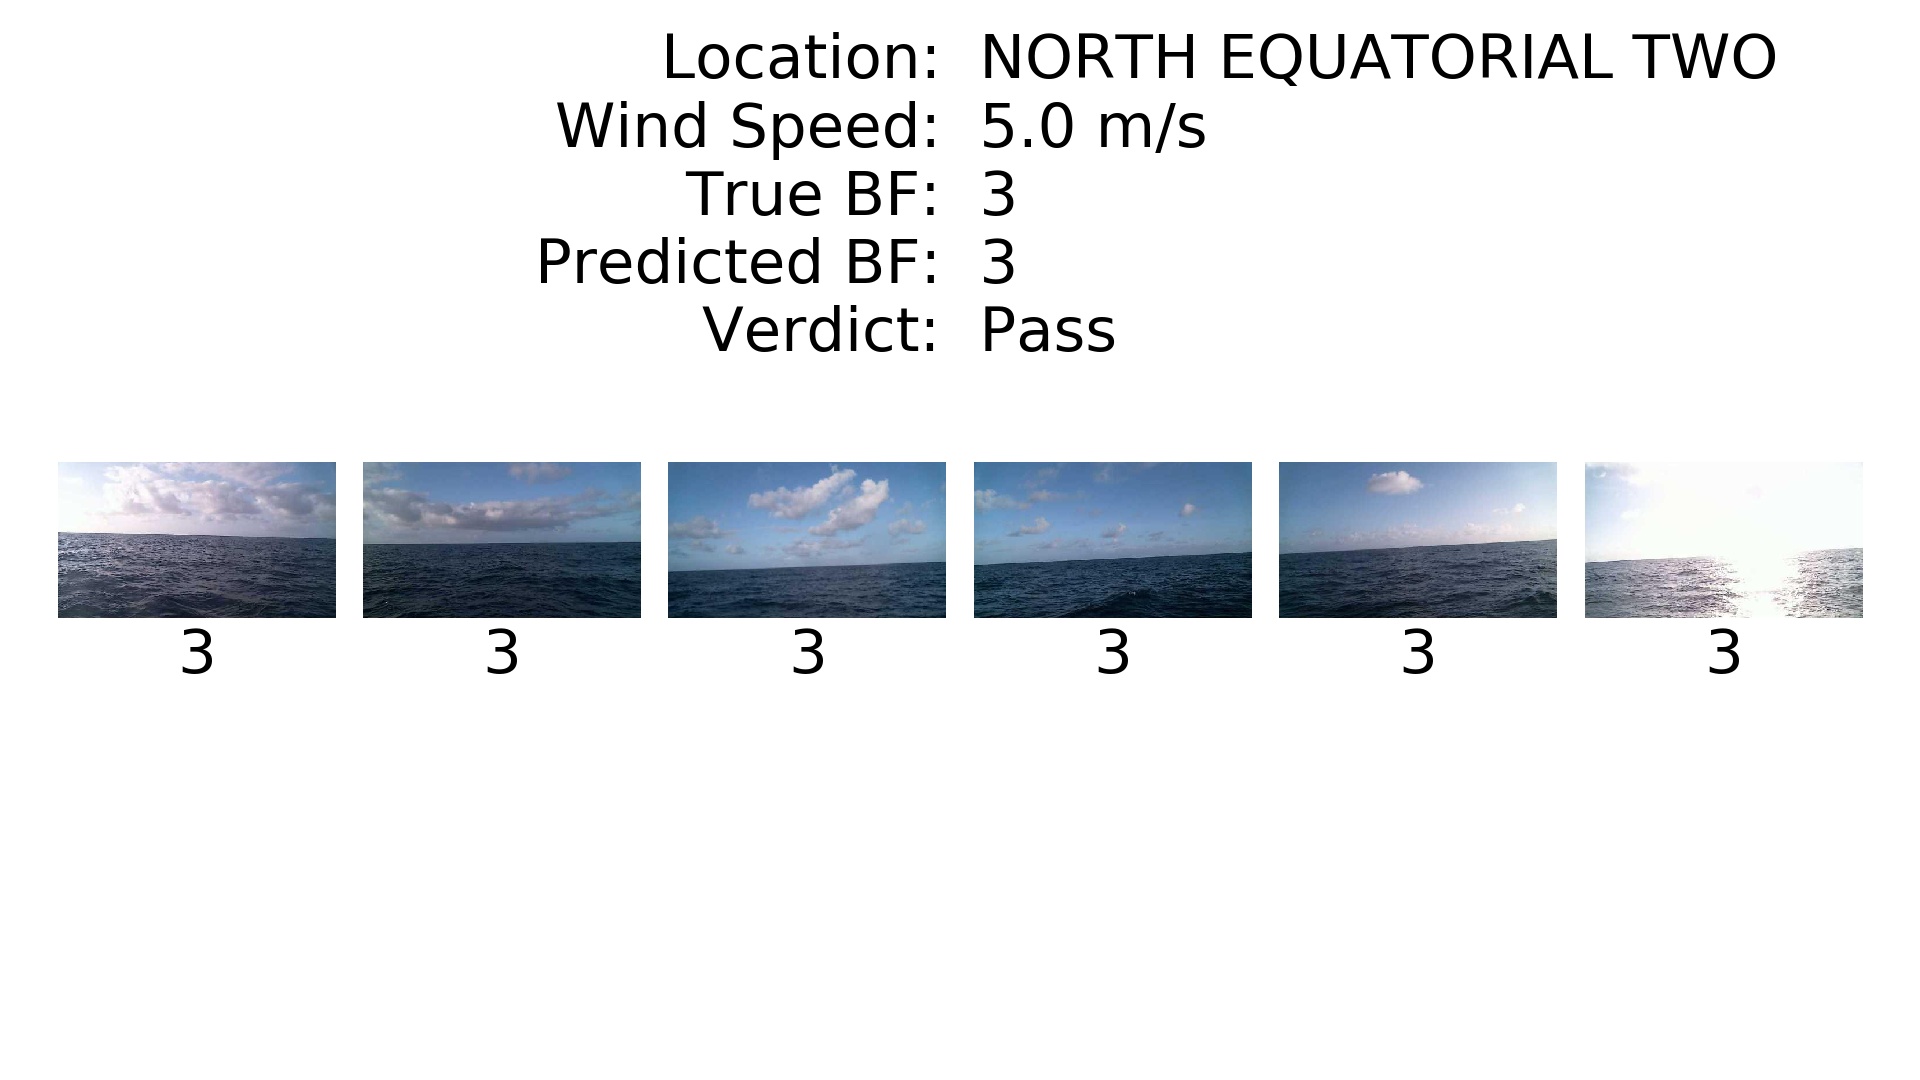 Location: NORTH EQUATORIAL TWO
Wind Speed: 5.0 m/s
True BF: 3
Predicted BF: 3
Verdict: Pass
3 3 3 3 3 3